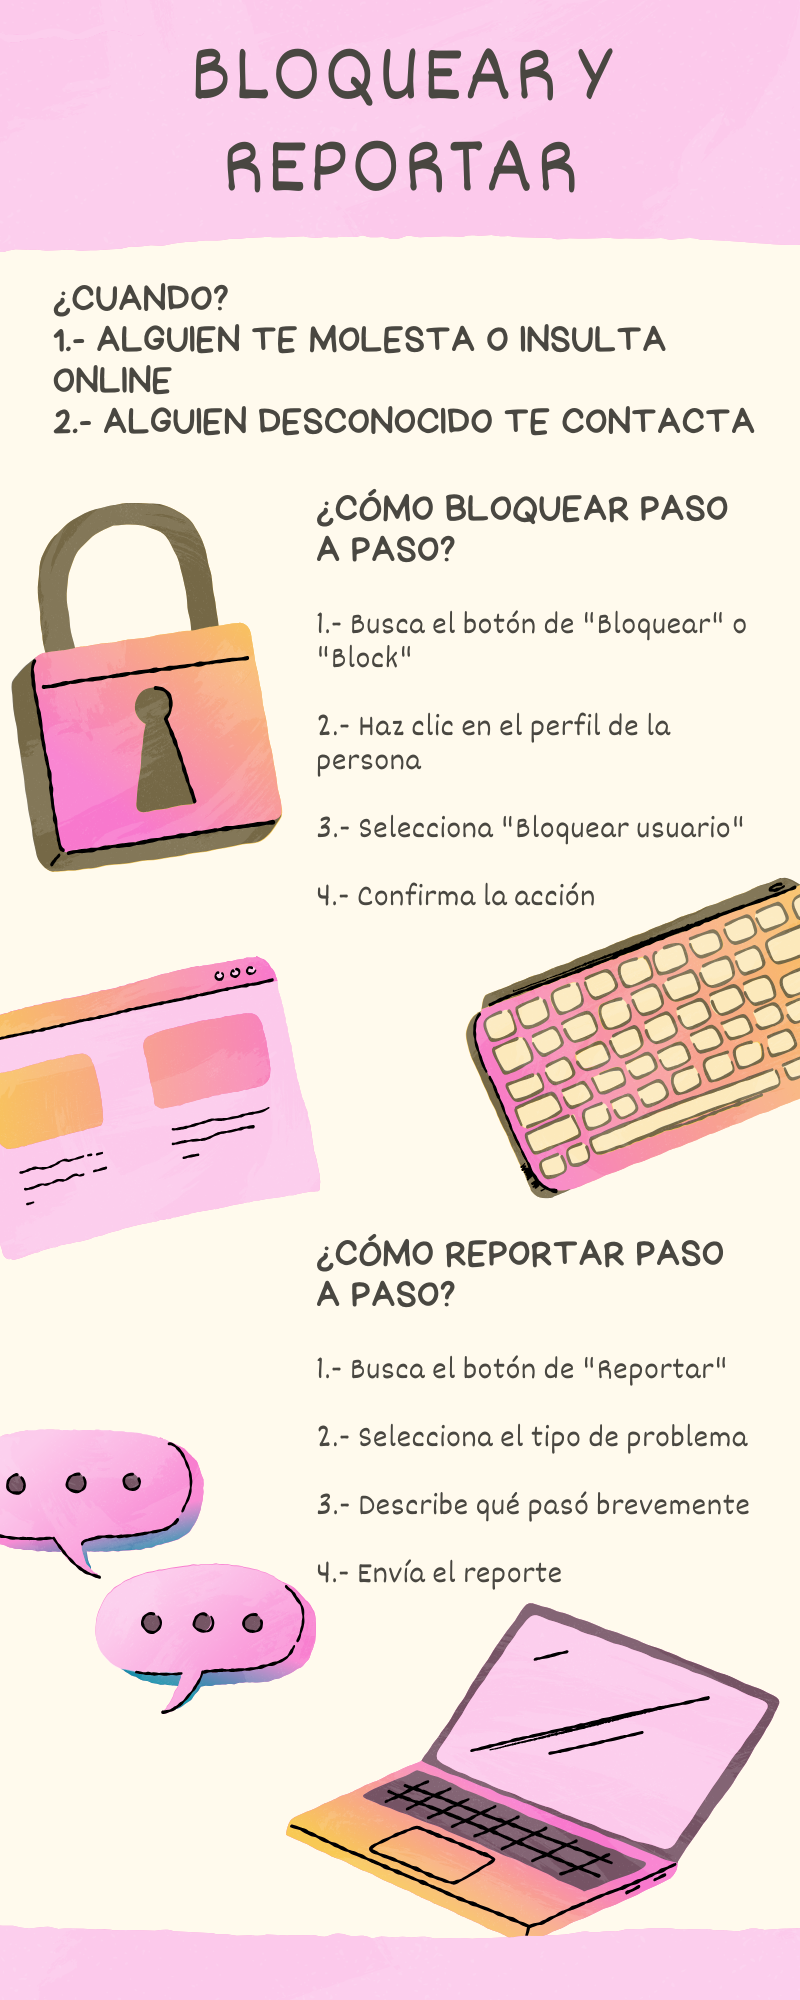 BLOQUEAR Y
REPORTAR
¿CUANDO?
1.- ALGUIEN TE MOLESTA O INSULTA
ONLINE
2.- ALGUIEN DESCONOCIDO TE CONTACTA
¿CÓMO BLOQUEAR PASO
A PASO?
1.- Busca el botón de "Bloquear" o
"Block"
2.- Haz clic en el perfil de la
persona
3.- Selecciona "Bloquear usuario"
4.- Confirma la acción
¿CÓMO REPORTAR PASO
A PASO?
1.- Busca el botón de "Reportar"
2.- Selecciona el tipo de problema
3.- Describe qué pasó brevemente
4.- Envía el reporte